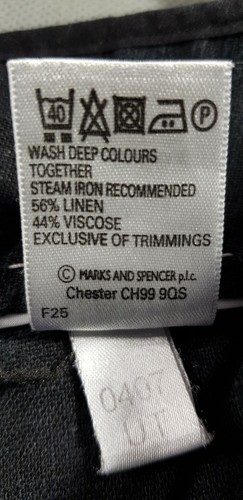 40 P
WASH DEEP COLOURS
TOGETHER
STEAM IRON RECOMMENDED
56% LINEN
44% VISCOSE
EXCLUSIVE OF TRIMMINGS
© MARKS AND SPENCER p.l.c.
Chester CH99 9QS
F25
0407
UT